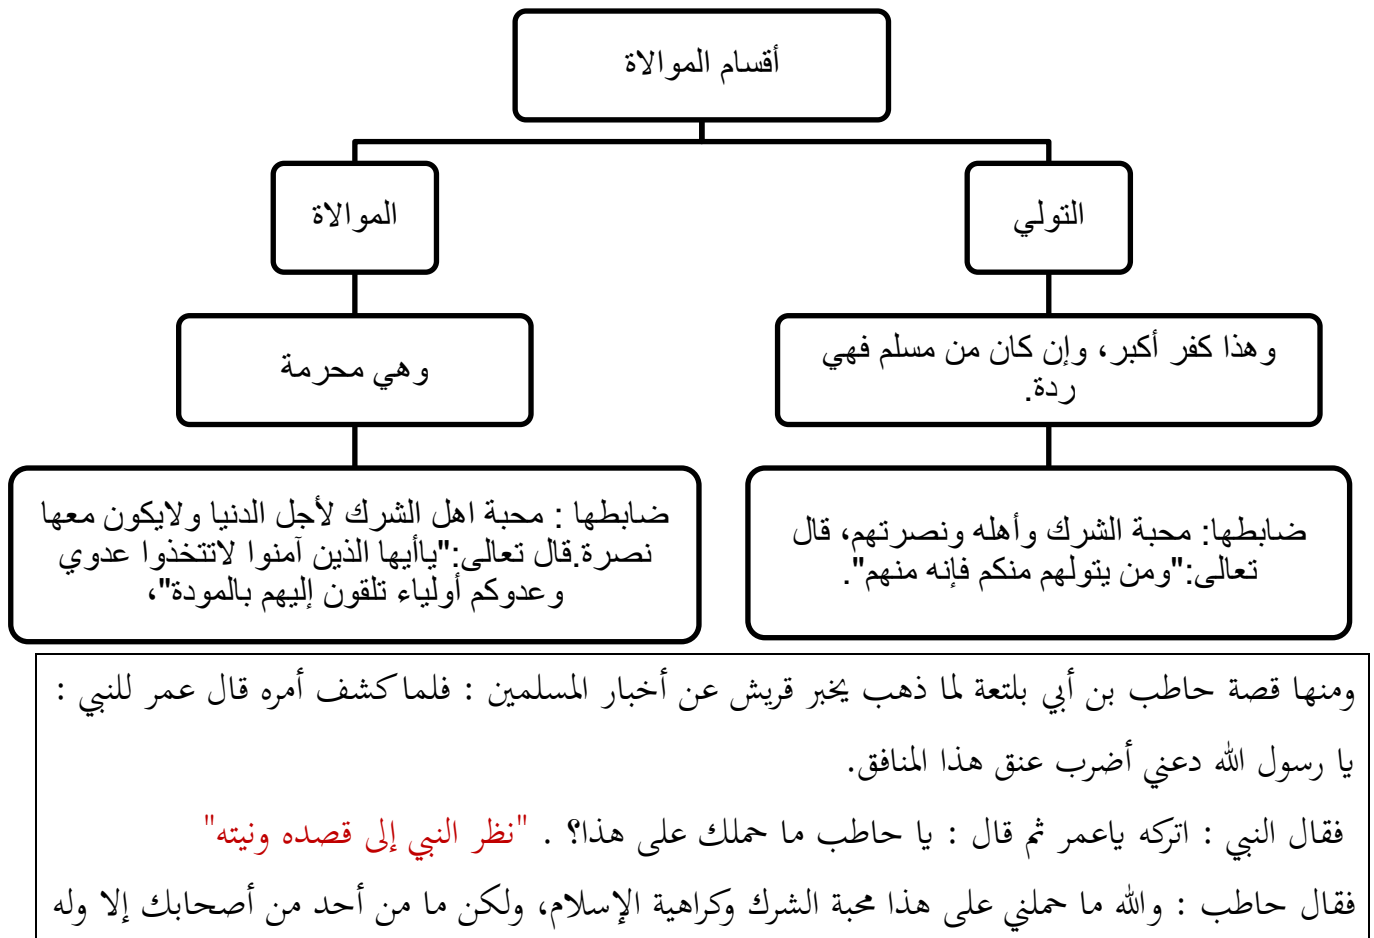 أقسام الموالاة
التولي
الموالاة
وهذا كفر أكبر، وإن كان من مسلم فهي
ردة.
وهي محرمة
ضابطها: محبة الشرك وأهله ونصرتهم، قال
تعالى:"ومن يتولهم منكم فإنه منهم".
ضابطها : محبة اهل الشرك لأجل الدنيا ولايكون معها
نصرة.قال تعالى:"ياأيها الذين آمنوا لاتتخذوا عدوي
وعدوكم أولياء تلقون إليهم بالمودة"،
ومنها قصة حاطب بن أبي بلتعة لما ذهب يخبر قريش عن أخبار المسلمين : فلما كشف أمره قال عمر للنبي :
يا رسول الله دعني أضرب عنق هذا المنافق.
فقال النبي : اتركه ياعمر ثم قال : يا حاطب ما حملك على هذا؟ . "نظر النبي إلى قصده ونيته"
فقال حاطب : والله ما حملني على هذا محبة الشرك وكراهية الإسلام، ولكن ما من أحد من أصحابك إلا وله